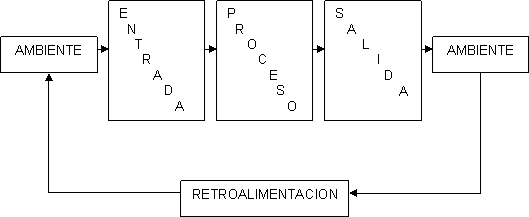 AMBIENTE
ENTRADA
PROCESO
SALIDA
AMBIENTE
RETROALIMENTACION